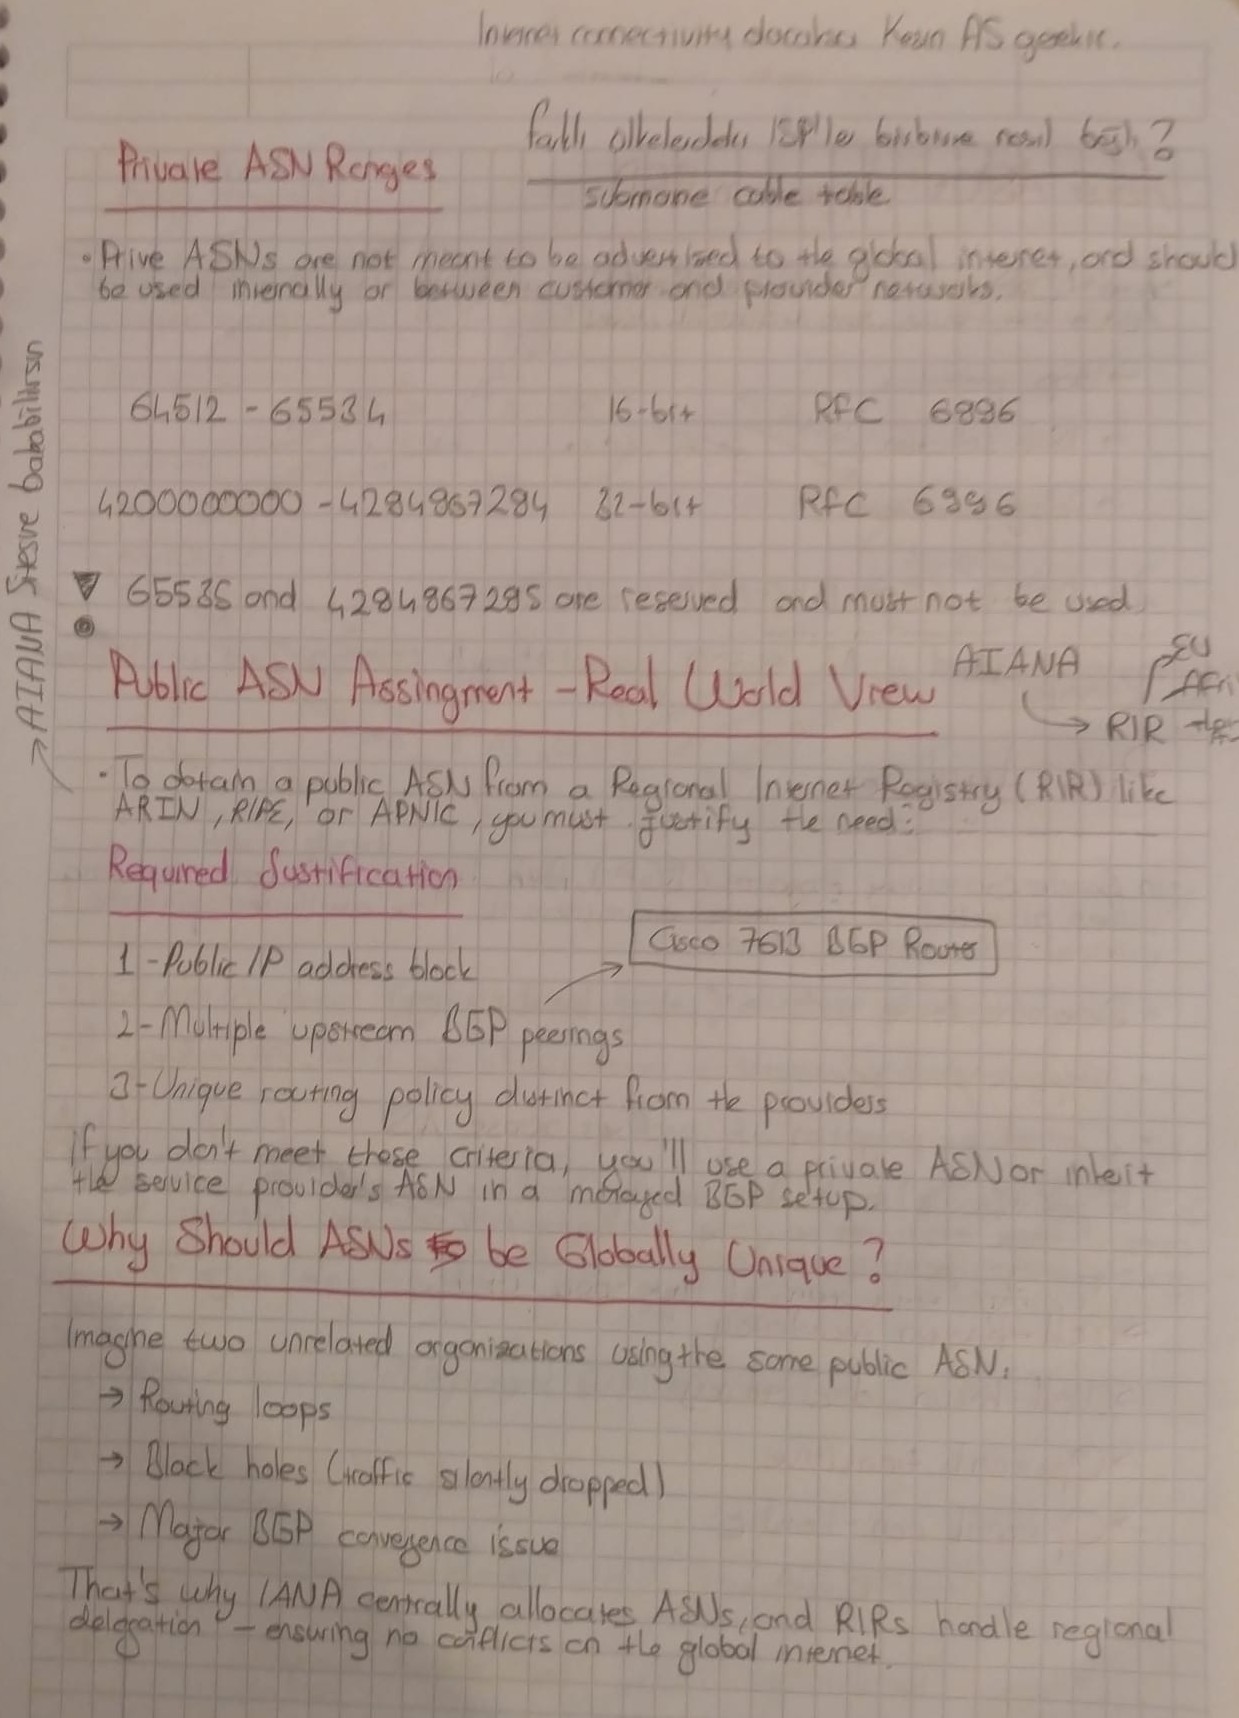 Internet connectivity Kesin AS gerekir.
Farklı ülkelerdeki ISP'ler birbirine nasıl bağlı?
Private ASN Ranges
submarine cable table
• Prive ASNs are not meant to be advertised to the global internet, and should
be used internally or between customer and provider networks.
64512 - 65534 16-bit RFC 6996
4200000000 - 4294967294 32-bit RFC 6996
65535 and 4294967295 are reserved and must not be used
→ AIANA Sitesine bakabilirsin
Public ASN Assingment - Real World View
AIANA
EU
Afri
→ RIR
• To obtain a public ASN from a Regional Internet Registry (RIR) like
ARIN, RIPE, or APNIC, you must justify the need:
Required Justification
Cisco 7613 BGP Router
1 - Public IP address block
2 - Multiple upstream BGP peerings
3 - Unique routing policy distinct from the providers
If you don't meet these criteria, you'll use a private ASN or inherit
the service provider's ASN in a managed BGP setup.
Why Should ASNs be Globally Unique?
Imagine two unrelated organizations using the same public ASN.
→ Routing loops
→ Black holes (traffic silently dropped)
→ Major BGP convergence issue
That's why IANA centrally allocates ASNs, and RIRs handle regional
delegation - ensuring no conflicts on the global internet.